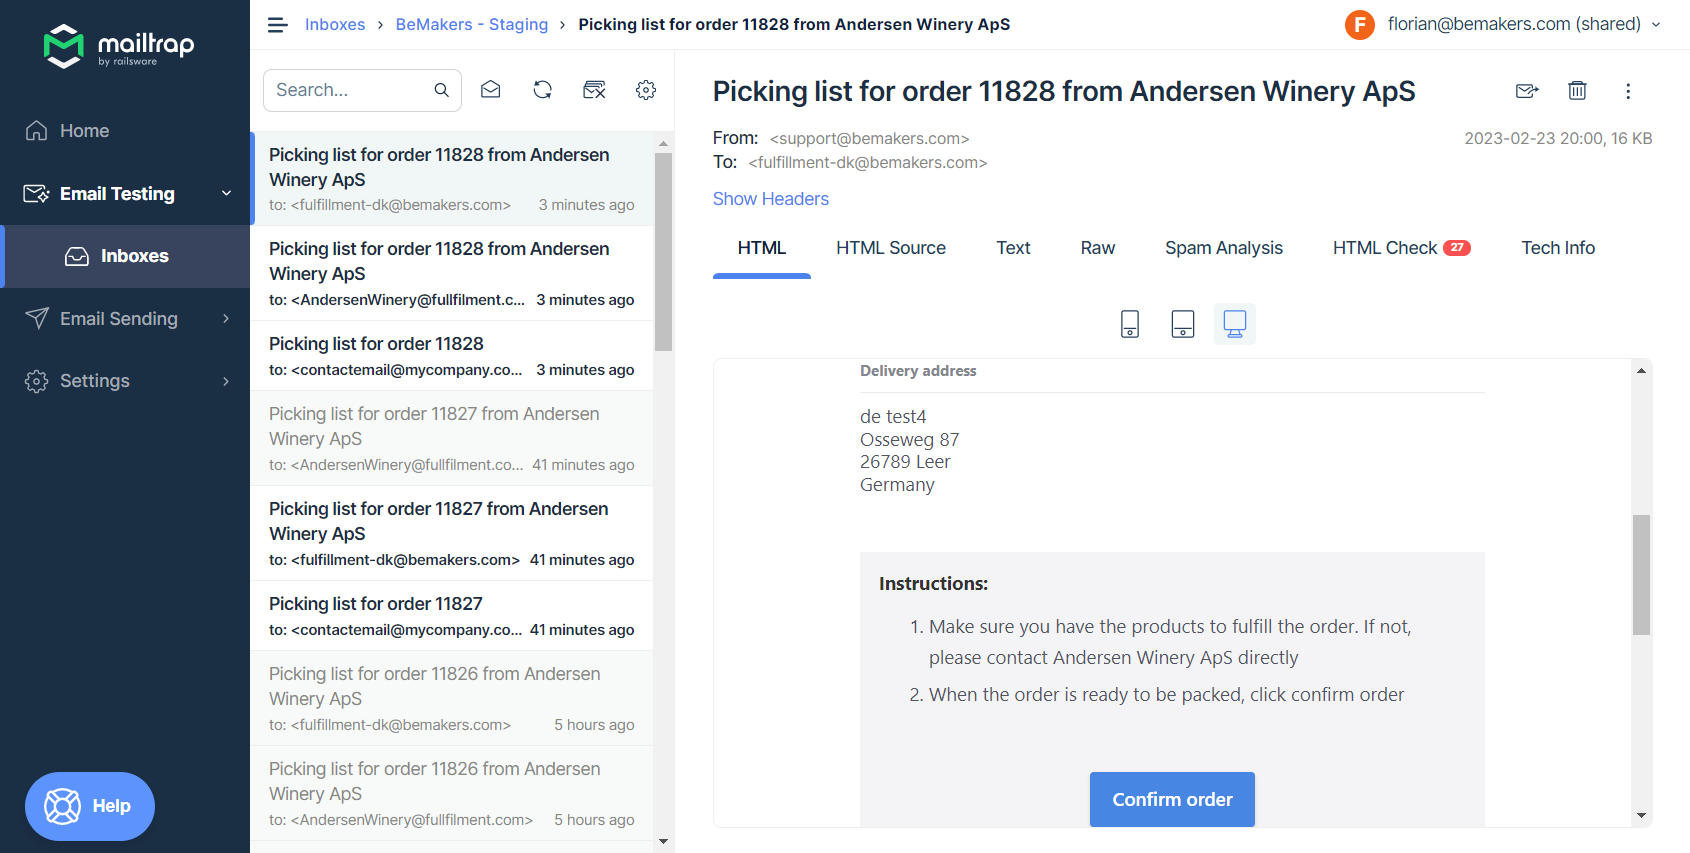 mailtrap
by railsware
Home
Email Testing
Inboxes
Email Sending
Settings
Help
Inboxes › BeMakers - Staging › Picking list for order 11828 from Andersen Winery ApS
F florian@bemakers.com (shared)
Search...
Picking list for order 11828 from Andersen
Winery ApS
to: <fulfillment-dk@bemakers.com> 3 minutes ago
Picking list for order 11828 from Andersen
Winery ApS
to: <AndersenWinery@fullfilment.c... 3 minutes ago
Picking list for order 11828
to: <contactemail@mycompany.co... 3 minutes ago
Picking list for order 11827 from Andersen
Winery ApS
to: <AndersenWinery@fullfilment.co... 41 minutes ago
Picking list for order 11827 from Andersen
Winery ApS
to: <fulfillment-dk@bemakers.com> 41 minutes ago
Picking list for order 11827
to: <contactemail@mycompany.co... 41 minutes ago
Picking list for order 11826 from Andersen
Winery ApS
to: <fulfillment-dk@bemakers.com> 5 hours ago
Picking list for order 11826 from Andersen
Winery ApS
to: <AndersenWinery@fullfilment.com> 5 hours ago
Picking list for order 11828 from Andersen Winery ApS
From: <support@bemakers.com> 2023-02-23 20:00, 16 KB
To: <fulfillment-dk@bemakers.com>
Show Headers
HTML HTML Source Text Raw Spam Analysis HTML Check 27 Tech Info
Delivery address
de test4
Osseweg 87
26789 Leer
Germany
Instructions:
1. Make sure you have the products to fulfill the order. If not,
please contact Andersen Winery ApS directly
2. When the order is ready to be packed, click confirm order
Confirm order